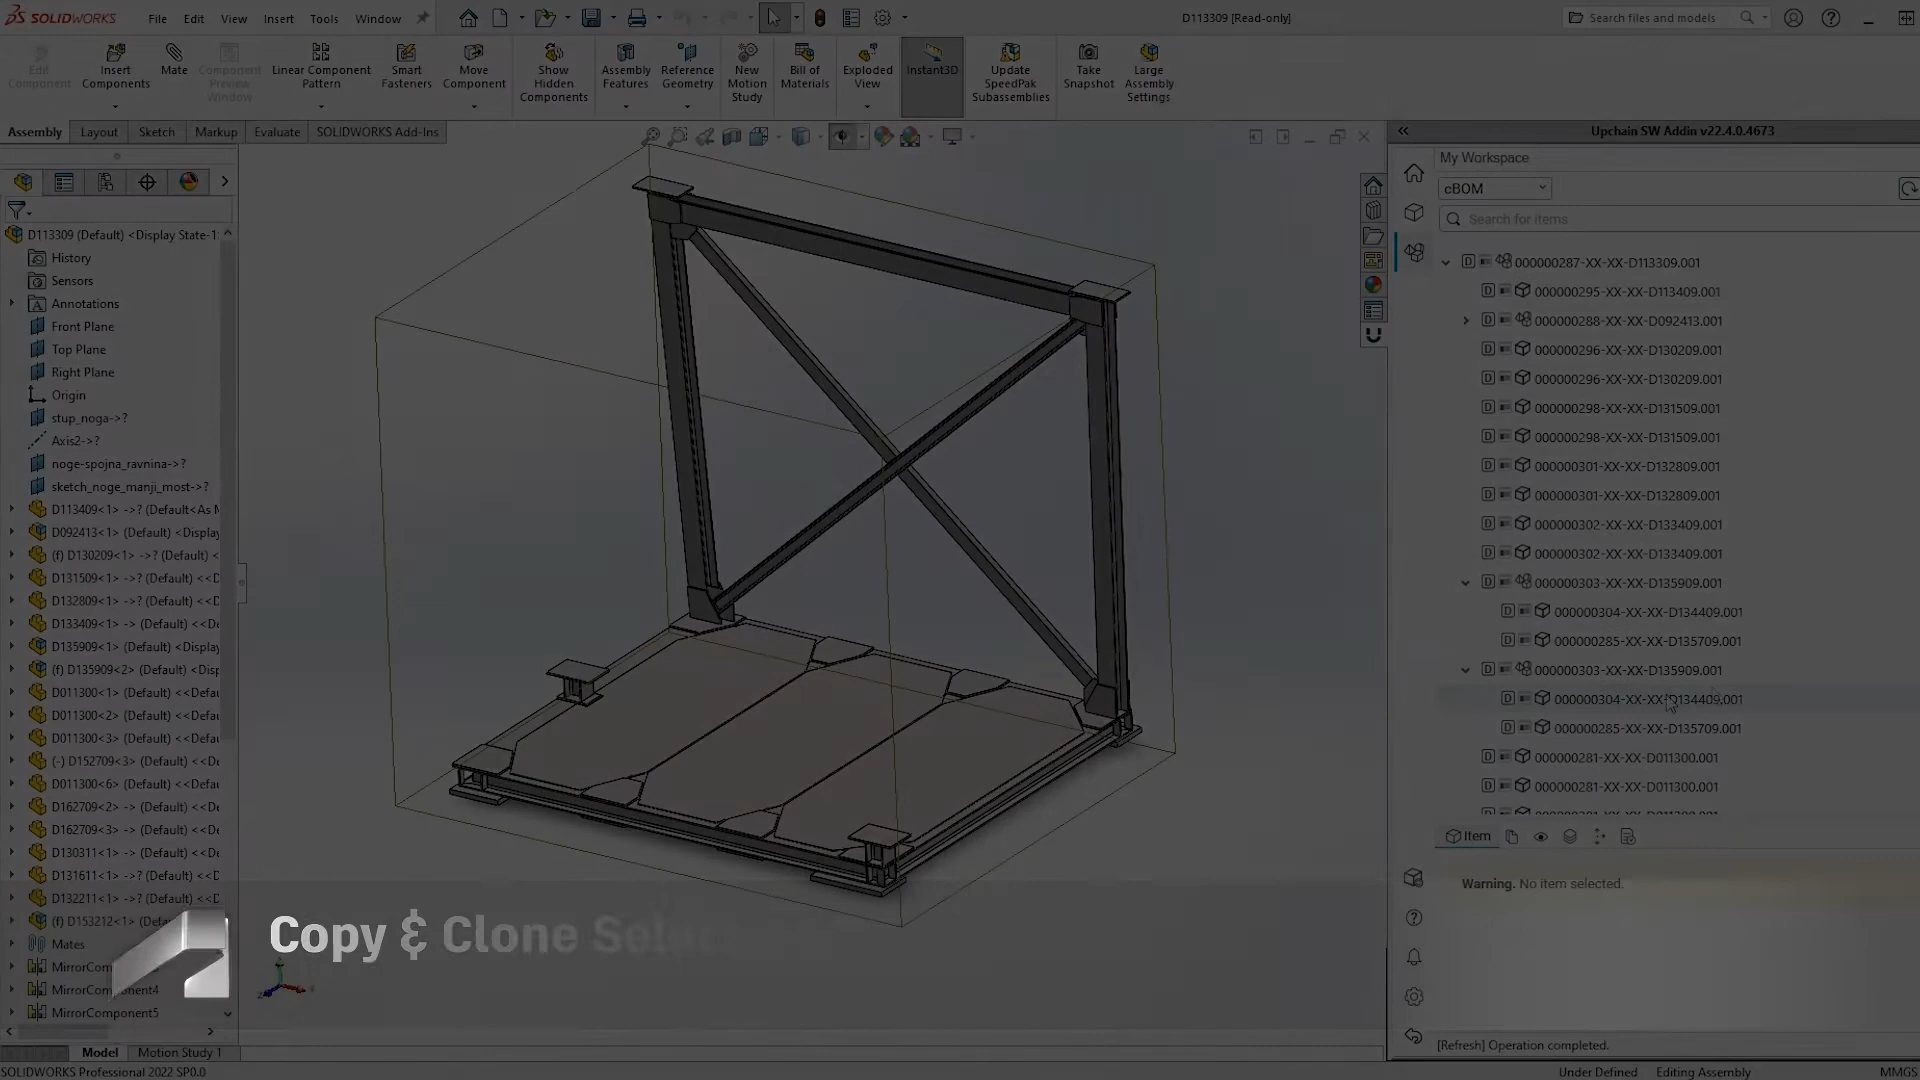 SOLIDWORKS
File Edit View Insert Tools Window
D113309 [Read-only]
Search files and models
Edit Component
Insert Components
Mate
Component Preview Window
Linear Component Pattern
Smart Fasteners
Move Component
Show Hidden Components
Assembly Features
Reference Geometry
New Motion Study
Bill of Materials
Exploded View
Instant3D
Update SpeedPak Subassemblies
Take Snapshot
Large Assembly Settings
Assembly Layout Sketch Markup Evaluate SOLIDWORKS Add-Ins
D113309 (Default) <Display State-1
History
Sensors
Annotations
Front Plane
Top Plane
Right Plane
Origin
stup_noga->?
Axis2->?
noge-spojna_ravnina->?
sketch_noge_manji_most->?
D113409<1> ->? (Default<As M
D092413<1> (Default) <Display
(f) D130209<1> ->? (Default) <
D131509<1> ->? (Default) <<D
D132809<1> ->? (Default) <<D
D133409<1> ->? (Default) <<De
D135909<1> (Default) <Display
(f) D135909<2> (Default) <Disp
D011300<1> (Default) <<Defau
D011300<2> (Default) <<Defau
D011300<3> (Default) <<Defau
(-) D152709<3> (Default) <<De
D011300<6> (Default) <<Defau
D162709<2> -> (Default) <<De
D162709<3> -> (Default) <<De
D130311<1> -> (Default) <<De
D131611<1> -> (Default) <<De
D132211<1> -> (Default) <<De
(f) D153212<1> (Defa
Mates
MirrorCom
MirrorComponent4
MirrorComponent5
Model Motion Study 1
SOLIDWORKS Professional 2022 SP0.0
Copy & Clone Sele
Upchain SW Addin v22.4.0.4673
My Workspace
cBOM
Search for items
000000287-XX-XX-D113309.001
000000295-XX-XX-D113409.001
000000288-XX-XX-D092413.001
000000296-XX-XX-D130209.001
000000296-XX-XX-D130209.001
000000298-XX-XX-D131509.001
000000298-XX-XX-D131509.001
000000301-XX-XX-D132809.001
000000301-XX-XX-D132809.001
000000302-XX-XX-D133409.001
000000302-XX-XX-D133409.001
000000303-XX-XX-D135909.001
000000304-XX-XX-D134409.001
000000285-XX-XX-D135709.001
000000303-XX-XX-D135909.001
000000304-XX-XX-D134409.001
000000285-XX-XX-D135709.001
000000281-XX-XX-D011300.001
000000281-XX-XX-D011300.001
Item
Warning. No item selected.
[Refresh] Operation completed.
Under Defined Editing Assembly MMGS